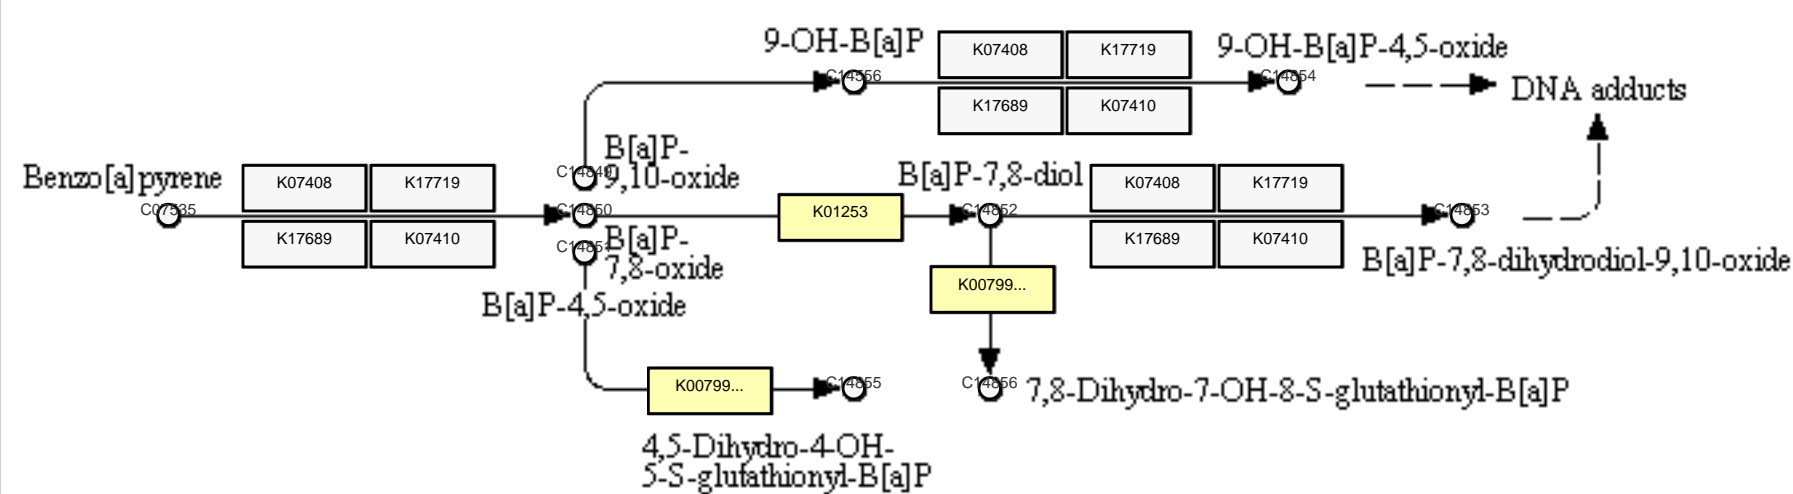 9-OH-B[a]P
K07408
K17719
9-OH-B[a]P-4,5-oxide
C14556
C14854
DNA adducts
K17689
K07410
B[a]P-
9,10-oxide
C14849
Benzo[a]pyrene
K07408
K17719
B[a]P-7,8-diol
K07408
K17719
C07535
C14850
K01253
C14852
C14853
K17689
K07410
B[a]P-
7,8-oxide
C14851
K17689
K07410
B[a]P-7,8-dihydrodiol-9,10-oxide
B[a]P-4,5-oxide
K00799...
K00799...
C14855
C14856
7,8-Dihydro-7-OH-8-S-glutathionyl-B[a]P
4,5-Dihydro-4-OH-
5-S-glutathionyl-B[a]P